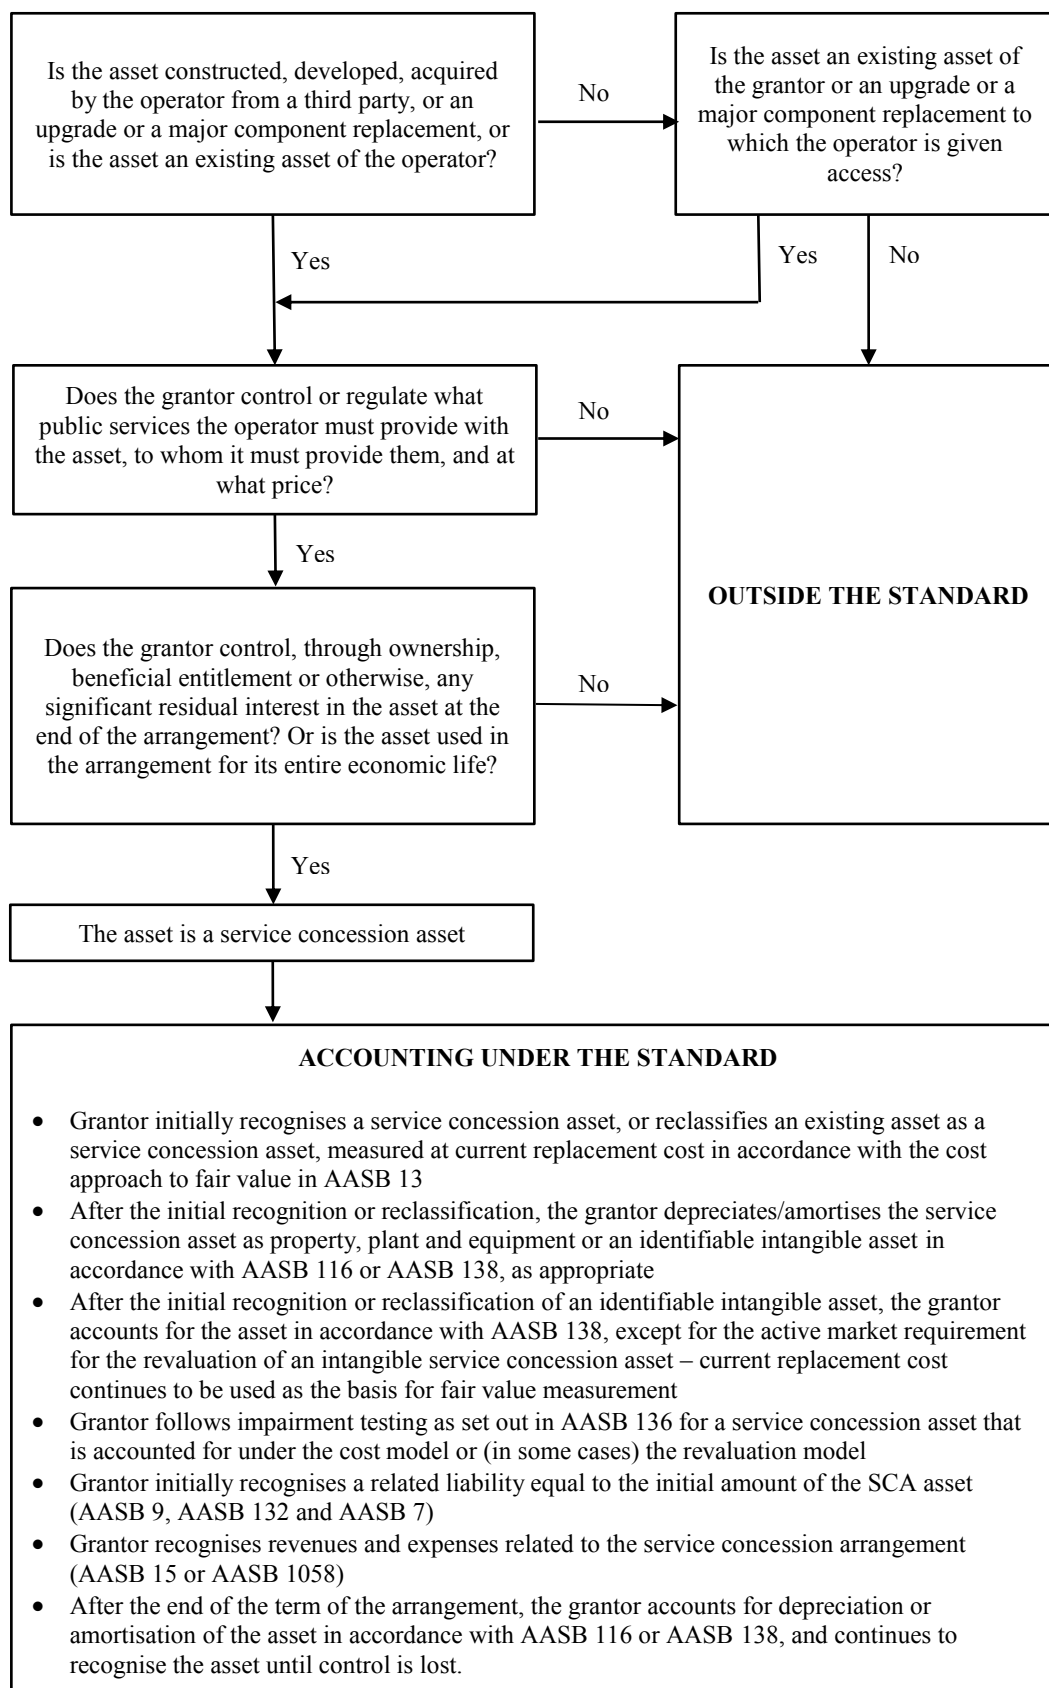 Is the asset constructed, developed, acquired
by the operator from a third party, or an
upgrade or a major component replacement, or
is the asset an existing asset of the operator?
No
Is the asset an existing asset of
the grantor or an upgrade or a
major component replacement to
which the operator is given
access?
Yes
Yes
No
Does the grantor control or regulate what
public services the operator must provide with
the asset, to whom it must provide them, and at
what price?
No
Yes
OUTSIDE THE STANDARD
Does the grantor control, through ownership,
beneficial entitlement or otherwise, any
significant residual interest in the asset at the
end of the arrangement? Or is the asset used in
the arrangement for its entire economic life?
No
Yes
The asset is a service concession asset
ACCOUNTING UNDER THE STANDARD
• Grantor initially recognises a service concession asset, or reclassifies an existing asset as a
service concession asset, measured at current replacement cost in accordance with the cost
approach to fair value in AASB 13
• After the initial recognition or reclassification, the grantor depreciates/amortises the service
concession asset as property, plant and equipment or an identifiable intangible asset in
accordance with AASB 116 or AASB 138, as appropriate
• After the initial recognition or reclassification of an identifiable intangible asset, the grantor
accounts for the asset in accordance with AASB 138, except for the active market requirement
for the revaluation of an intangible service concession asset – current replacement cost
continues to be used as the basis for fair value measurement
• Grantor follows impairment testing as set out in AASB 136 for a service concession asset that
is accounted for under the cost model or (in some cases) the revaluation model
• Grantor initially recognises a related liability equal to the initial amount of the SCA asset
(AASB 9, AASB 132 and AASB 7)
• Grantor recognises revenues and expenses related to the service concession arrangement
(AASB 15 or AASB 1058)
• After the end of the term of the arrangement, the grantor accounts for depreciation or
amortisation of the asset in accordance with AASB 116 or AASB 138, and continues to
recognise the asset until control is lost.